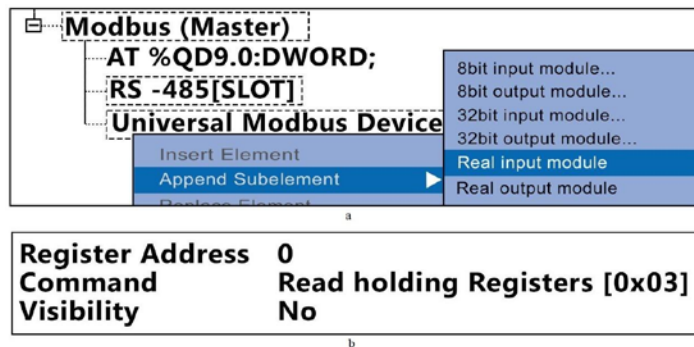 Modbus (Master)
AT %QD9.0:DWORD;
RS -485[SLOT]
Universal Modbus Device
Insert Element
Append Subelement
Replace Element
8bit input module...
8bit output module...
32bit input module...
32bit output module...
Real input module
Real output module
a
Register Address 0
Command Read holding Registers [0x03]
Visibility No
b